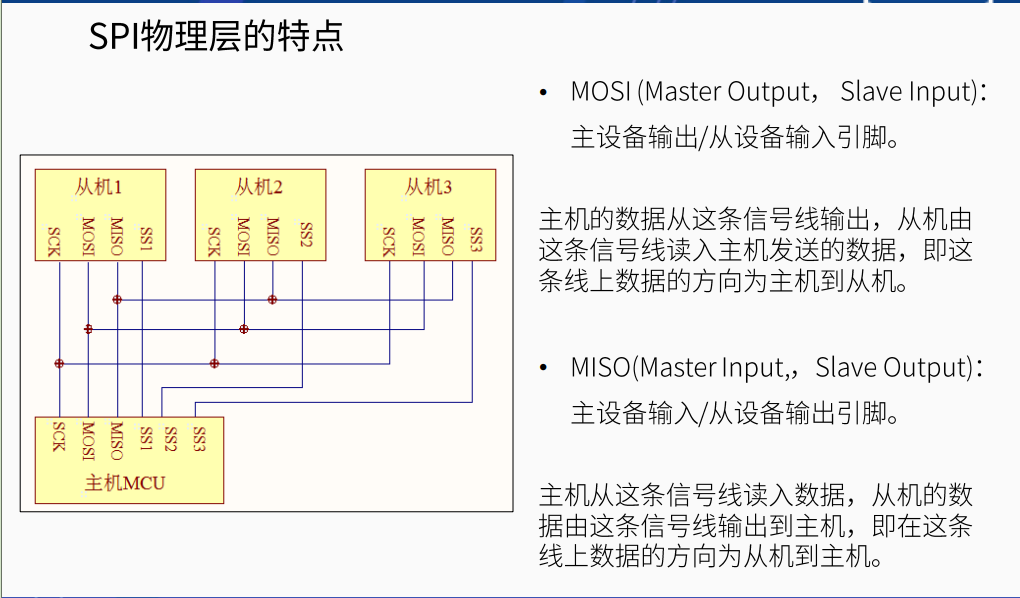 SPI物理层的特点
• MOSI (Master Output， Slave Input)：
主设备输出/从设备输入引脚。
主机的数据从这条信号线输出，从机由
这条信号线读入主机发送的数据，即这
条线上数据的方向为主机到从机。
• MISO(Master Input,，Slave Output)：
主设备输入/从设备输出引脚。
主机从这条信号线读入数据，从机的数
据由这条信号线输出到主机，即在这条
线上数据的方向为从机到主机。
从机1
SCK
MOSI
MISO
SS1
从机2
SCK
MOSI
MISO
SS2
从机3
SCK
MOSI
MISO
SS3
SCK
MOSI
MISO
SS1
SS2
SS3
主机MCU